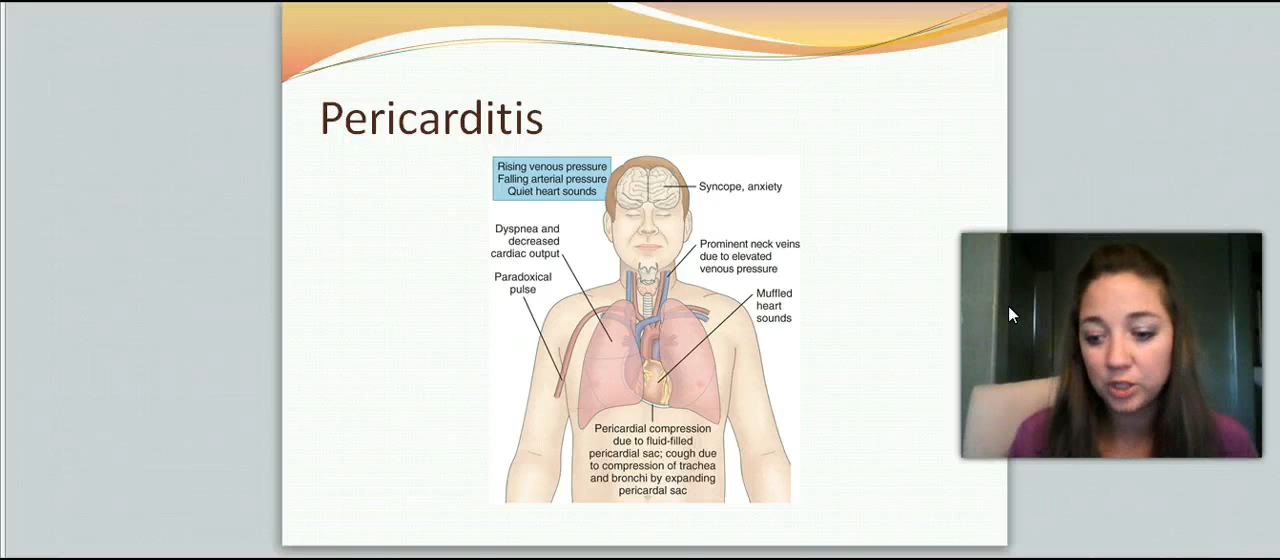 Pericarditis
Rising venous pressure
Falling arterial pressure
Quiet heart sounds
Syncope, anxiety
Dyspnea and
decreased
cardiac output
Prominent neck veins
due to elevated
venous pressure
Paradoxical
pulse
Muffled
heart
sounds
Pericardial compression
due to fluid-filled
pericardial sac; cough due
to compression of trachea
and bronchi by expanding
pericardal sac